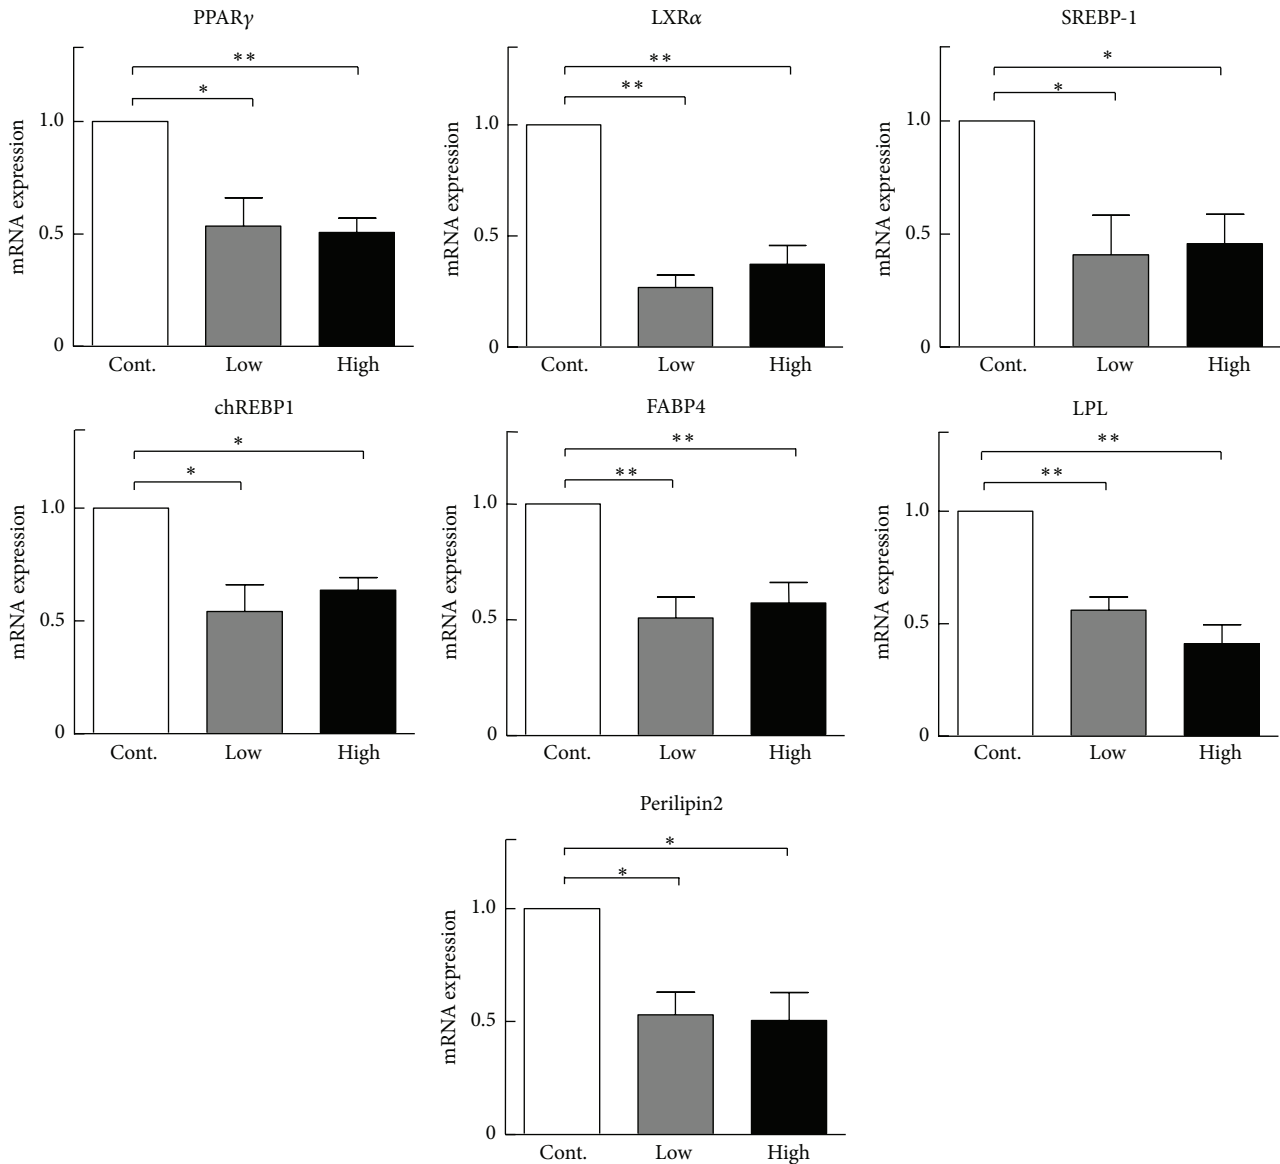 PPARγ
**
*
mRNA expression
1.0
0.5
0
Cont. Low High
LXRα
**
**
mRNA expression
1.0
0.5
0
Cont. Low High
SREBP-1
*
*
mRNA expression
1.0
0.5
0
Cont. Low High
chREBP1
*
*
mRNA expression
1.0
0.5
0
Cont. Low High
FABP4
**
**
mRNA expression
1.0
0.5
0
Cont. Low High
LPL
**
**
mRNA expression
1.0
0.5
0
Cont. Low High
Perilipin2
*
*
mRNA expression
1.0
0.5
0
Cont. Low High